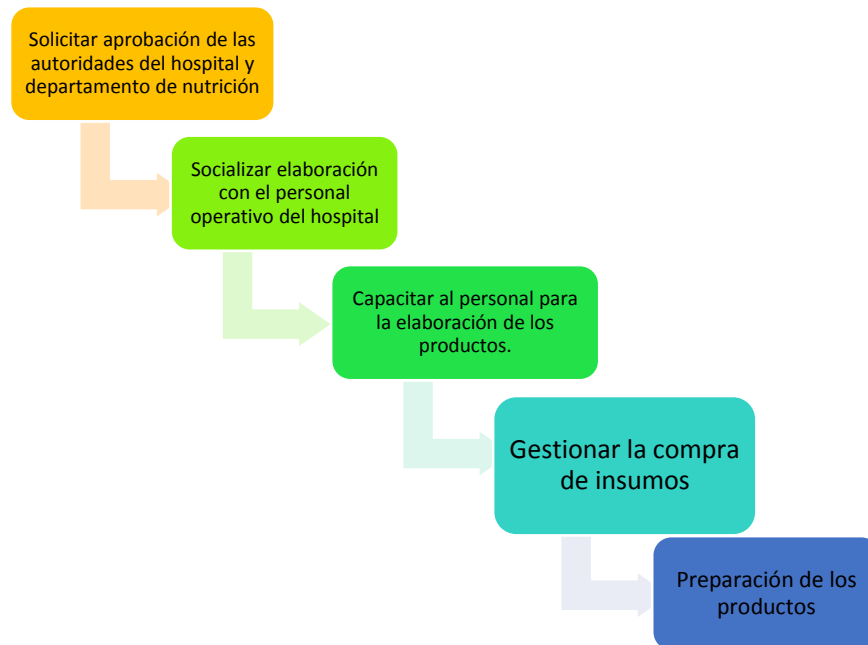 Solicitar aprobación de las
autoridades del hospital y
departamento de nutrición
Socializar elaboración
con el personal
operativo del hospital
Capacitar al personal para
la elaboración de los
productos.
Gestionar la compra
de insumos
Preparación de los
productos